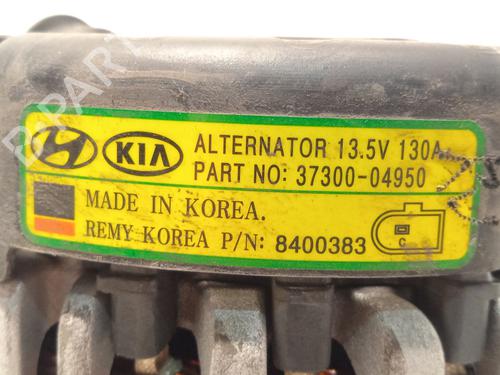 KIA ALTERNATOR 13.5V 130A
PART NO: 37300-04950
MADE IN KOREA.
REMY KOREA P/N: 8400383
C